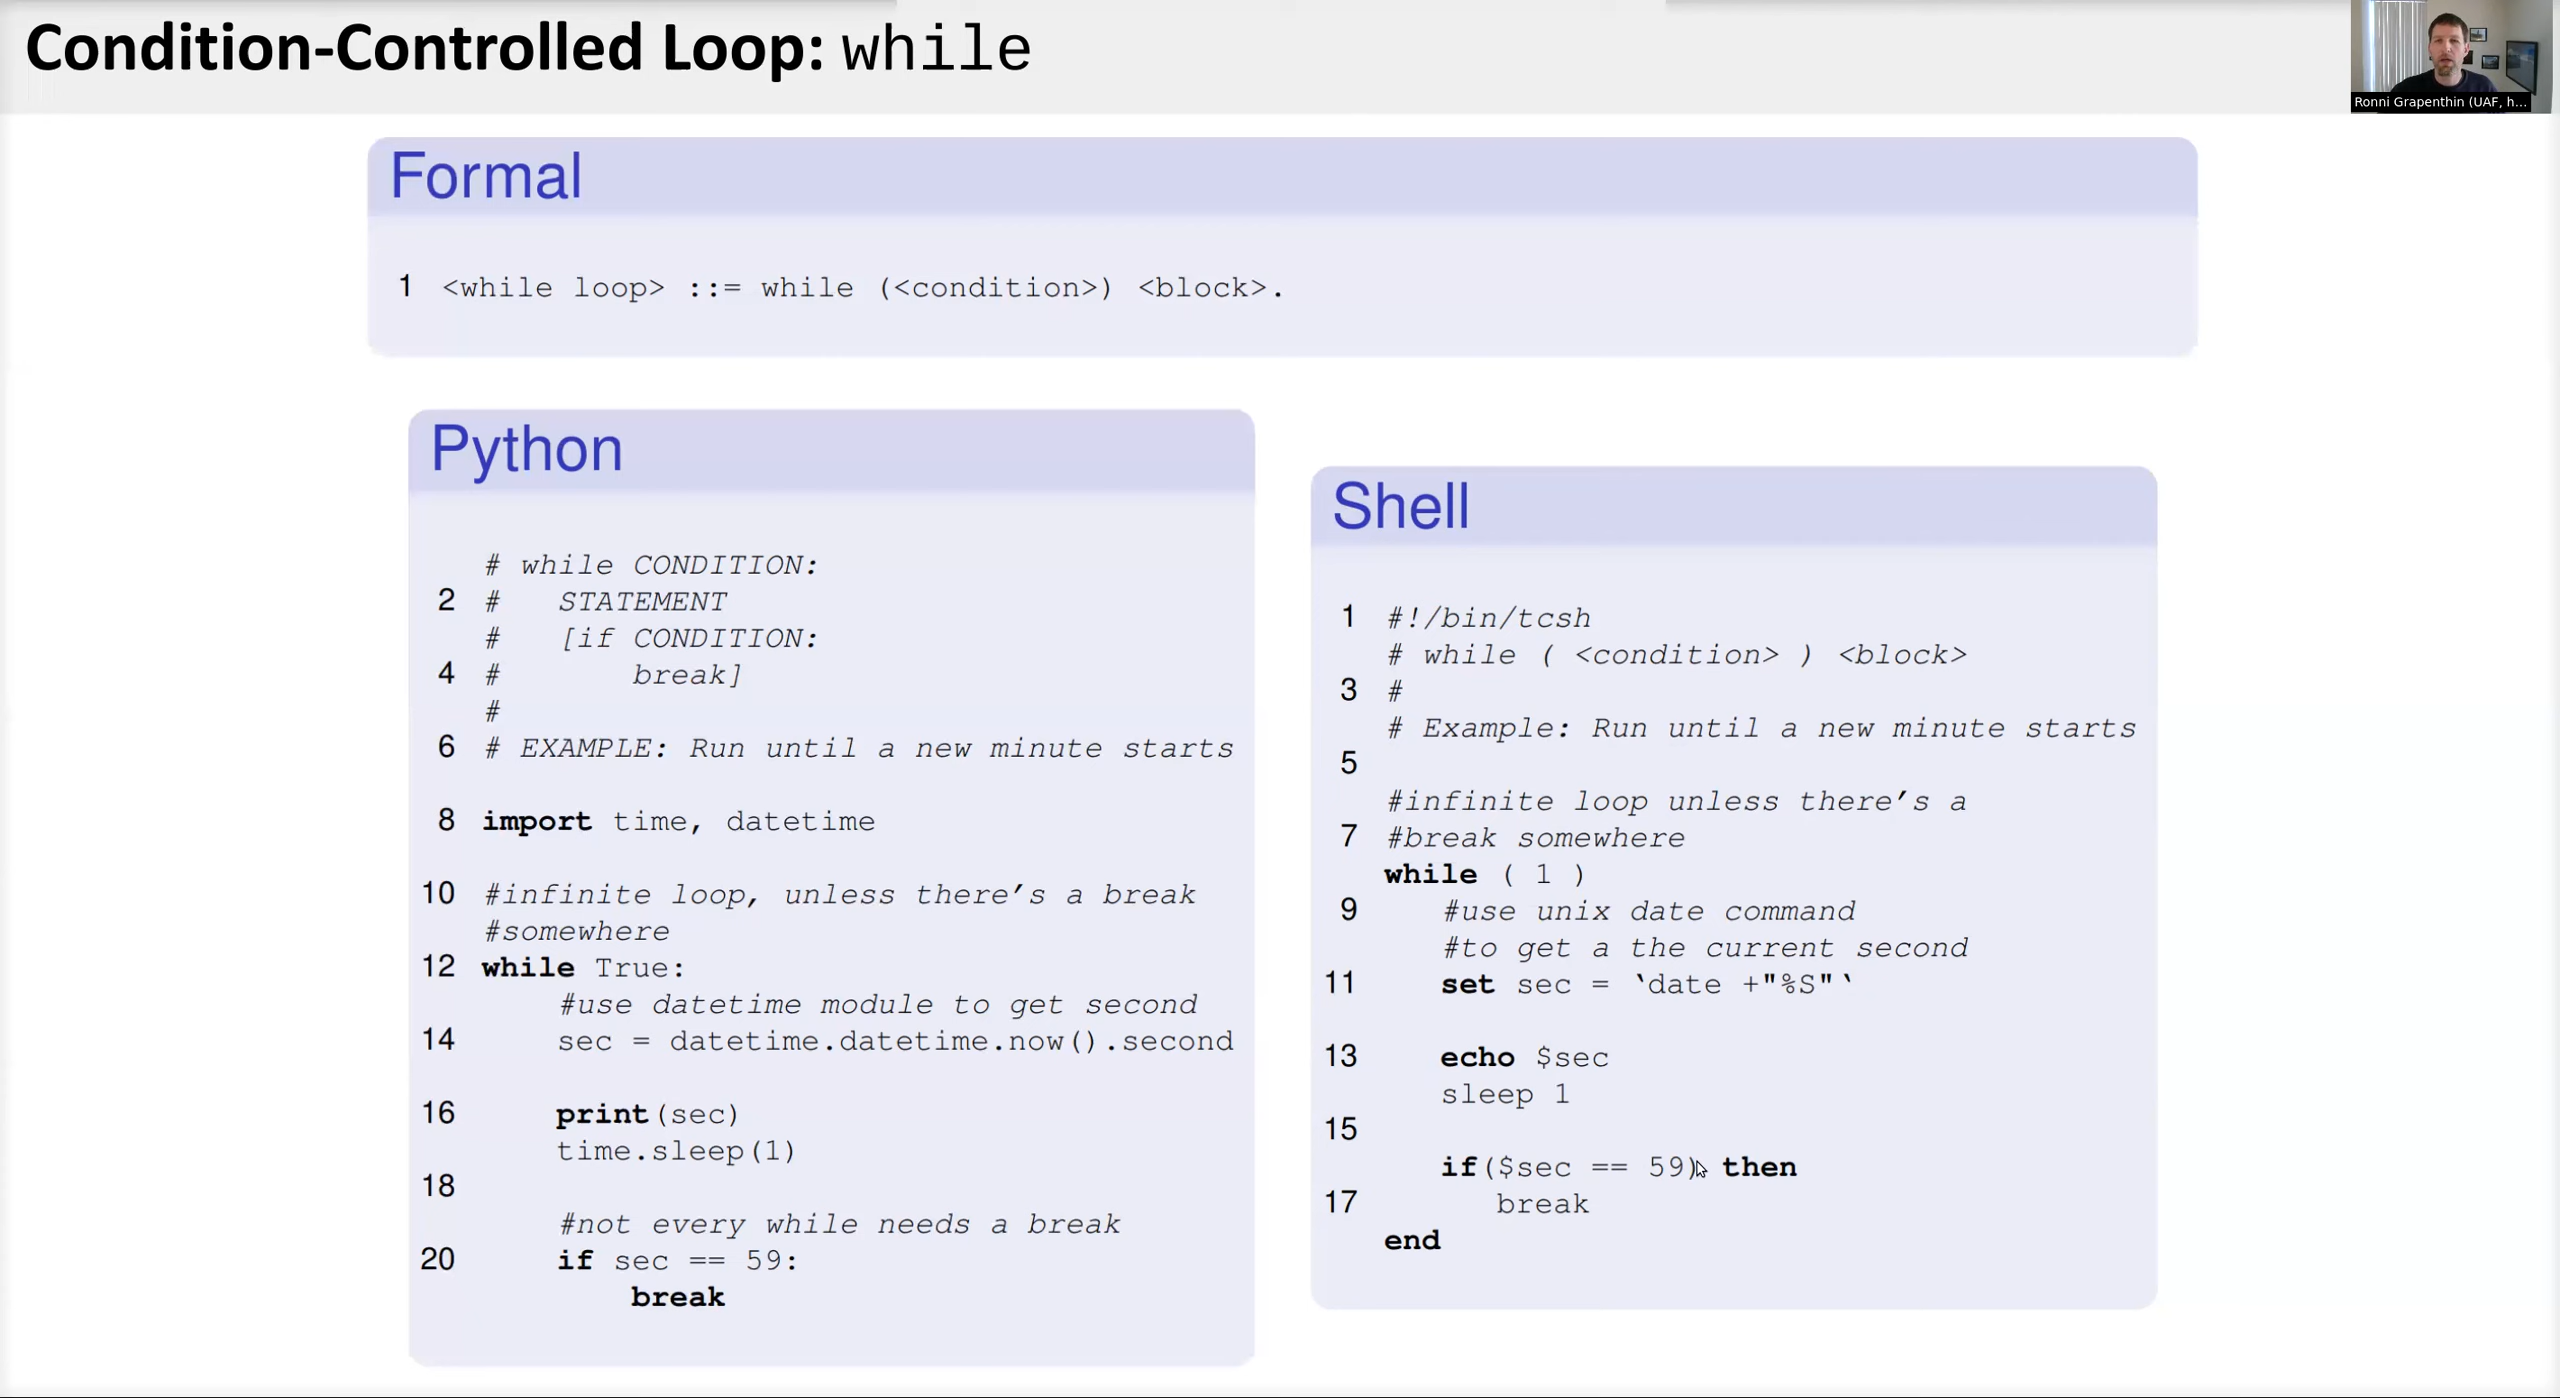 Condition-Controlled Loop: while
Ronni Grapenthin (UAF, h...
Formal
1 <while loop> ::= while (<condition>) <block>.
Python
# while CONDITION:
2 #   STATEMENT
#   [if CONDITION:
4 #       break]
#
6 # EXAMPLE: Run until a new minute starts
8 import time, datetime
10 #infinite loop, unless there's a break
#somewhere
12 while True:
#use datetime module to get second
14 sec = datetime.datetime.now().second
16 print(sec)
time.sleep(1)
18
#not every while needs a break
20 if sec == 59:
break
Shell
1 #!/bin/tcsh
# while ( <condition> ) <block>
3 #
# Example: Run until a new minute starts
5
#infinite loop unless there's a
7 #break somewhere
while ( 1 )
9 #use unix date command
#to get a the current second
11 set sec = `date +"%S"`
13 echo $sec
sleep 1
15
if($sec == 59) then
17 break
end